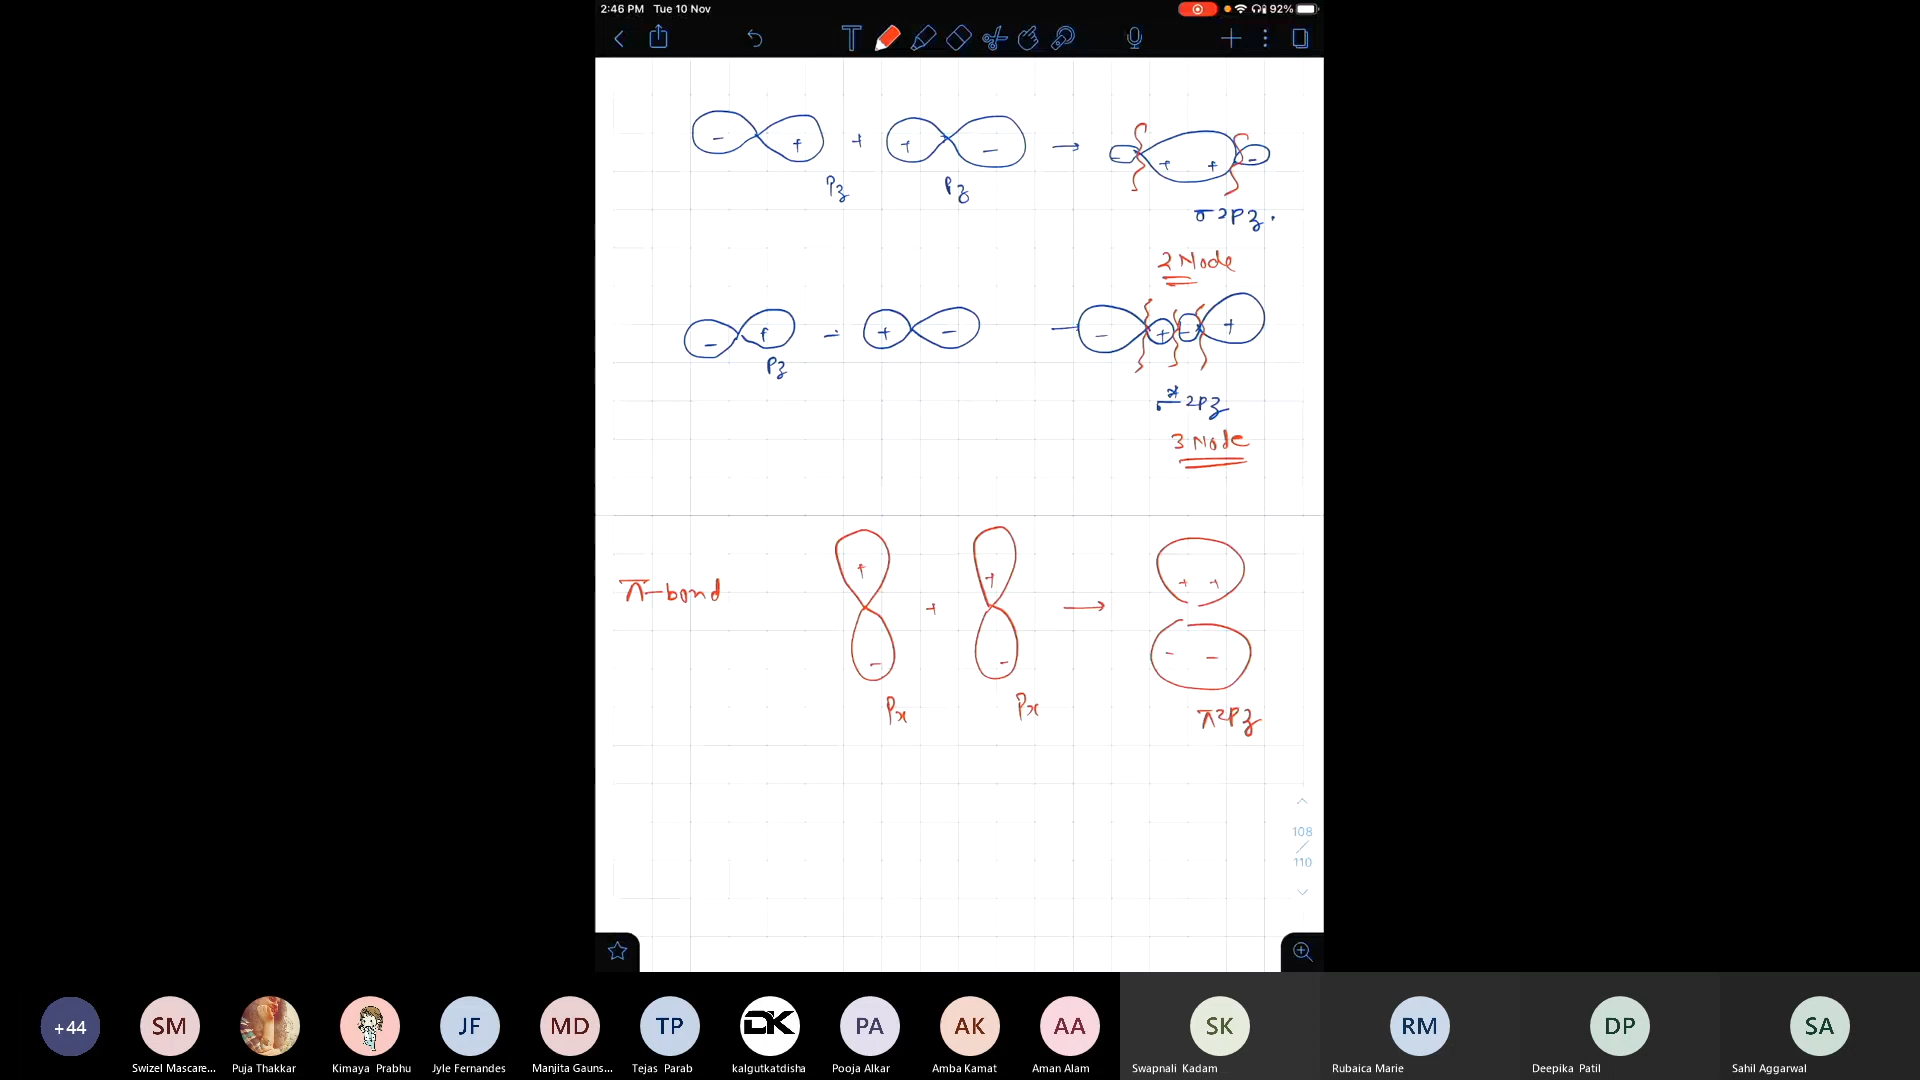 2:46 PM Tue 10 Nov
92%
- + + + - → - + + -
Pz Pz
σ2Pz.
2 Node
- + - + - - + - +
Pz
σ* 2Pz
3 Node
π-bond
+ + + + → + +
- - - -
Px Px
π2Pz
108
/
110
+44
SM
JF
MD
TP
DK
PA
AK
AA
SK
RM
DP
SA
Swizel Mascare...
Puja Thakkar
Kimaya Prabhu
Jyle Fernandes
Manjita Gauns...
Tejas Parab
kalgutkatdisha
Pooja Alkar
Amba Kamat
Aman Alam
Swapnali Kadam
Rubaica Marie
Deepika Patil
Sahil Aggarwal